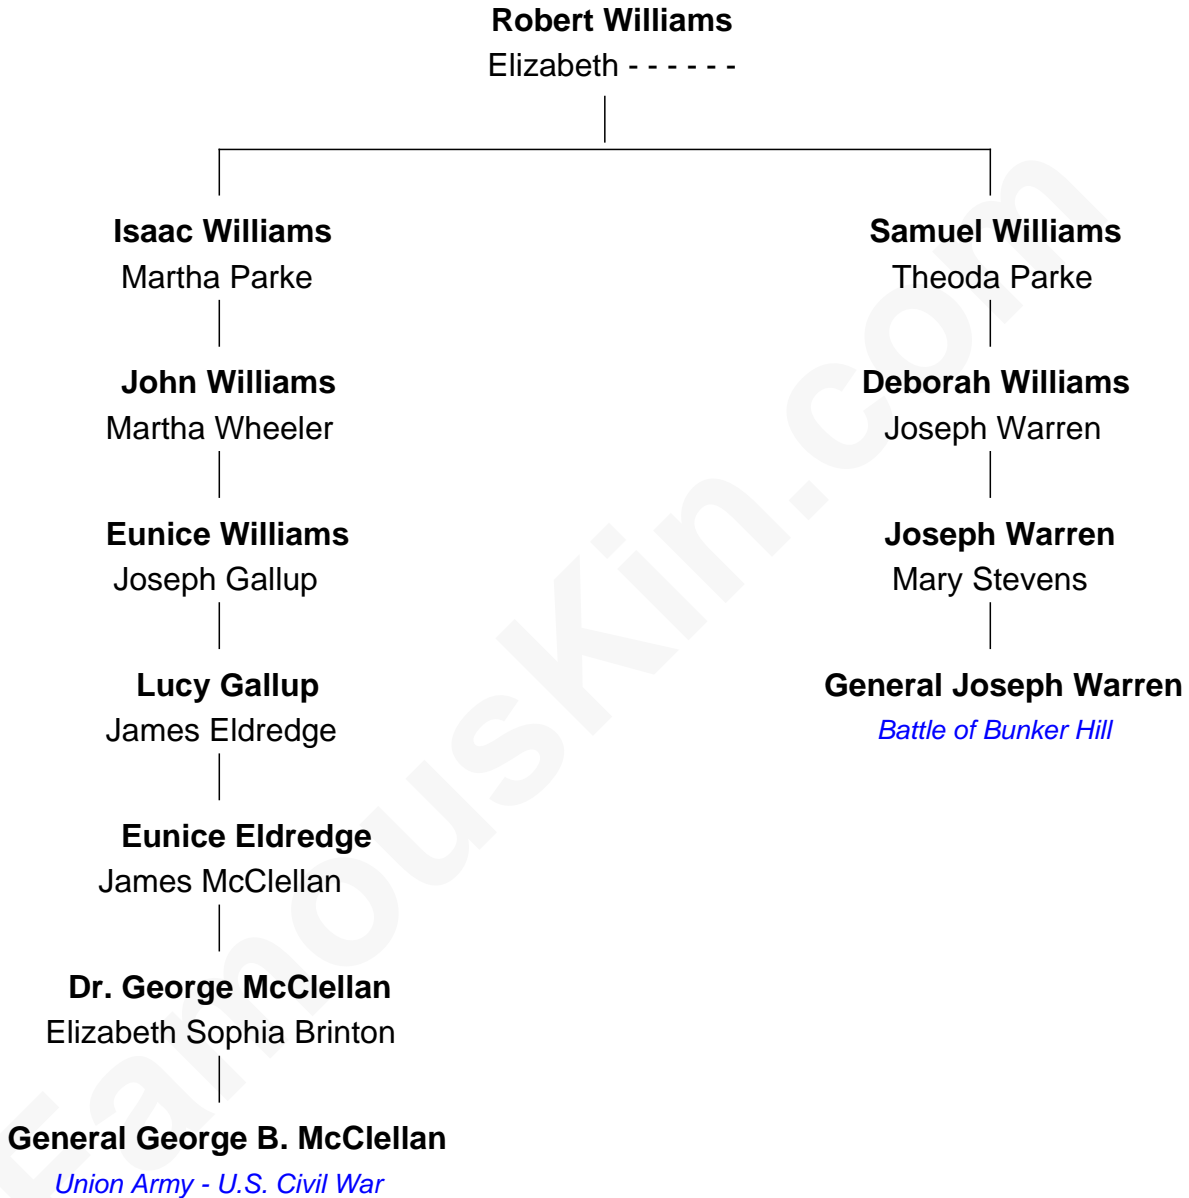 Robert Williams
Elizabeth - - - - - -
Isaac Williams
Martha Parke
Samuel Williams
Theoda Parke
John Williams
Martha Wheeler
Deborah Williams
Joseph Warren
Eunice Williams
Joseph Gallup
Joseph Warren
Mary Stevens
Lucy Gallup
James Eldredge
General Joseph Warren
Battle of Bunker Hill
Eunice Eldredge
James McClellan
Dr. George McClellan
Elizabeth Sophia Brinton
General George B. McClellan
Union Army - U.S. Civil War
FamousKin.com